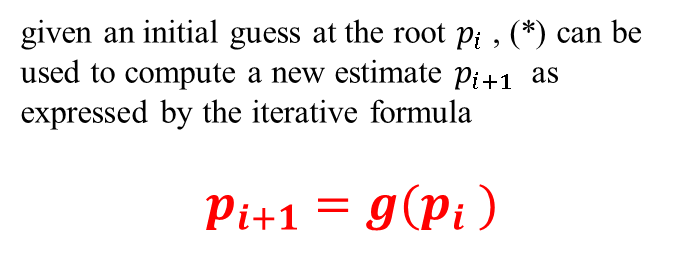 given an initial guess at the root pᵢ , (*) can be
used to compute a new estimate pᵢ₊₁ as
expressed by the iterative formula
pᵢ₊₁ = g(pᵢ )